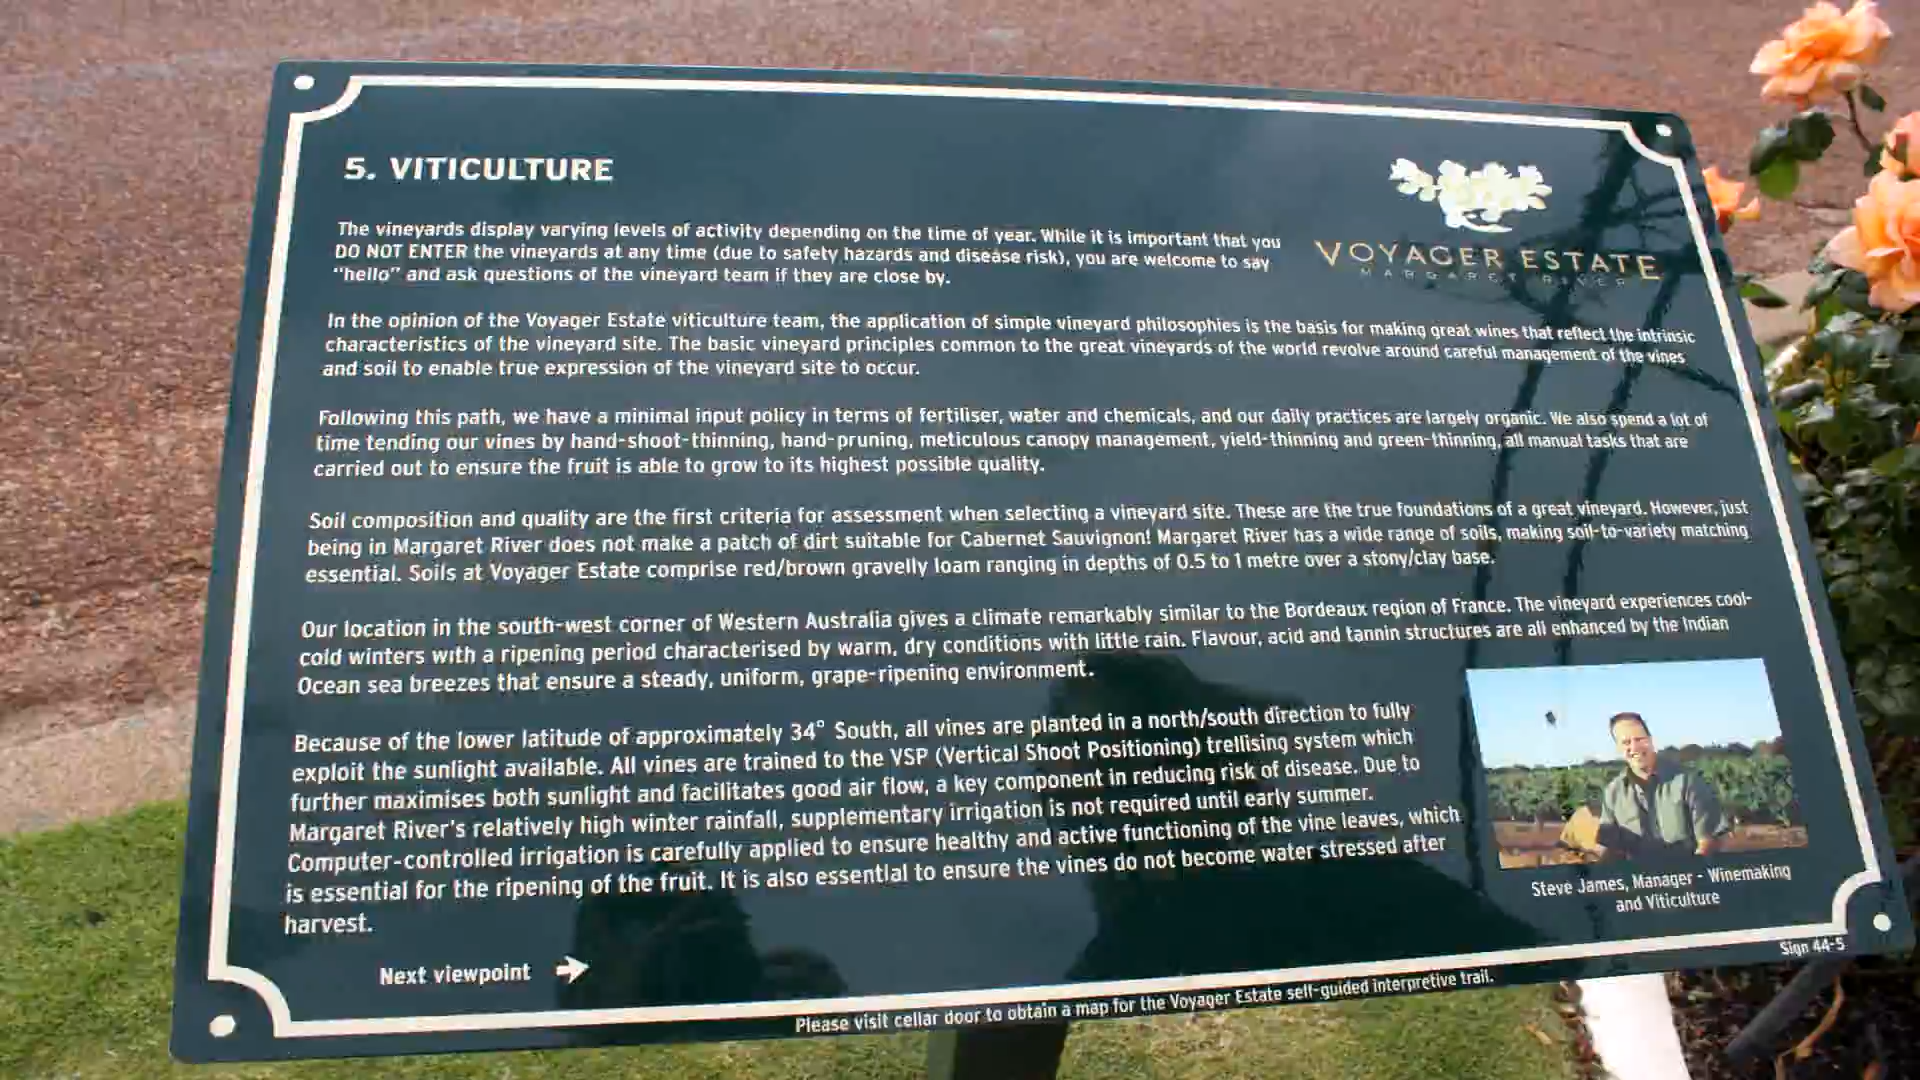 5. VITICULTURE
VOYAGER ESTATE
MARGARET RIVER
The vineyards display varying levels of activity depending on the time of year. While it is important that you
DO NOT ENTER the vineyards at any time (due to safety hazards and disease risk), you are welcome to say
“hello” and ask questions of the vineyard team if they are close by.
In the opinion of the Voyager Estate viticulture team, the application of simple vineyard philosophies is the basis for making great wines that reflect the intrinsic
characteristics of the vineyard site. The basic vineyard principles common to the great vineyards of the world revolve around careful management of the vines
and soil to enable true expression of the vineyard site to occur.
Following this path, we have a minimal input policy in terms of fertiliser, water and chemicals, and our daily practices are largely organic. We also spend a lot of
time tending our vines by hand-shoot-thinning, hand-pruning, meticulous canopy management, yield-thinning and green-thinning, all manual tasks that are
carried out to ensure the fruit is able to grow to its highest possible quality.
Soil composition and quality are the first criteria for assessment when selecting a vineyard site. These are the true foundations of a great vineyard. However, just
being in Margaret River does not make a patch of dirt suitable for Cabernet Sauvignon! Margaret River has a wide range of soils, making soil-to-variety matching
essential. Soils at Voyager Estate comprise red/brown gravelly loam ranging in depths of 0.5 to 1 metre over a stony/clay base.
Our location in the south-west corner of Western Australia gives a climate remarkably similar to the Bordeaux region of France. The vineyard experiences cool-
cold winters with a ripening period characterised by warm, dry conditions with little rain. Flavour, acid and tannin structures are all enhanced by the Indian
Ocean sea breezes that ensure a steady, uniform, grape-ripening environment.
Because of the lower latitude of approximately 34° South, all vines are planted in a north/south direction to fully
exploit the sunlight available. All vines are trained to the VSP (Vertical Shoot Positioning) trellising system which
further maximises both sunlight and facilitates good air flow, a key component in reducing risk of disease. Due to
Margaret River's relatively high winter rainfall, supplementary irrigation is not required until early summer.
Computer-controlled irrigation is carefully applied to ensure healthy and active functioning of the vine leaves, which
is essential for the ripening of the fruit. It is also essential to ensure the vines do not become water stressed after
harvest.
Steve James, Manager - Winemaking
and Viticulture
Next viewpoint
Sign 44-5
Please visit cellar door to obtain a map for the Voyager Estate self-guided interpretive trail.